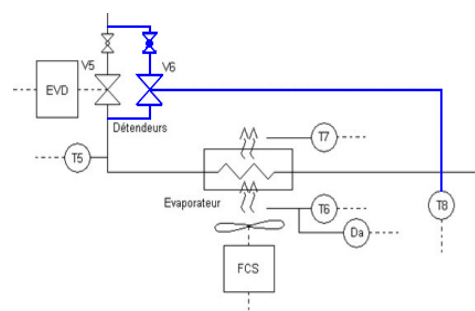 V5
V6
EVD
Détendeurs
T7
T5
Evaporateur
T6
T8
Da
FCS